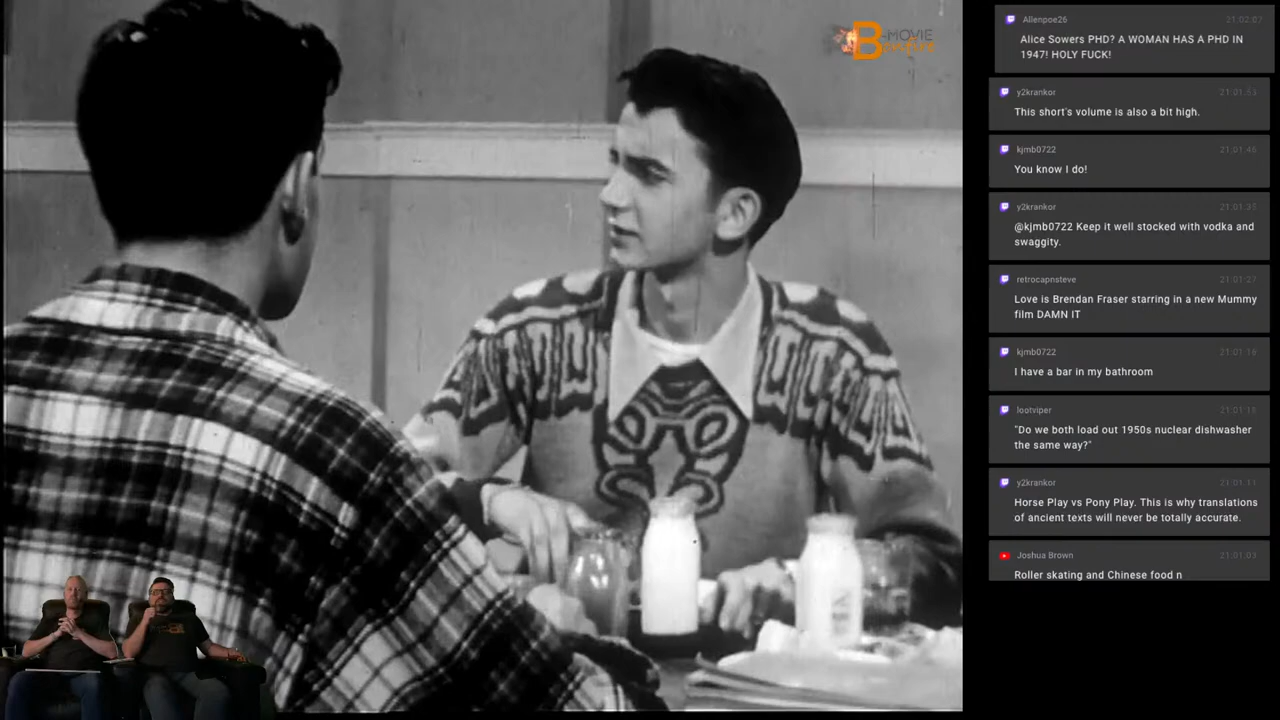 B-MOVIE
Bonfire
Allenpoe26 21:02:07
Alice Sowers PHD? A WOMAN HAS A PHD IN
1947! HOLY FUCK!
y2krankor 21:01:53
This short's volume is also a bit high.
kjmb0722 21:01:46
You know I do!
y2krankor 21:01:37
@kjmb0722 Keep it well stocked with vodka and
swaggity.
retrocapnsteve 21:01:27
Love is Brendan Fraser starring in a new Mummy
film DAMN IT
kjmb0722 21:01:16
I have a bar in my bathroom
lootviper 21:01:15
"Do we both load out 1950s nuclear dishwasher
the same way?"
y2krankor 21:01:11
Horse Play vs Pony Play. This is why translations
of ancient texts will never be totally accurate.
Joshua Brown 21:01:03
Roller skating and Chinese food n